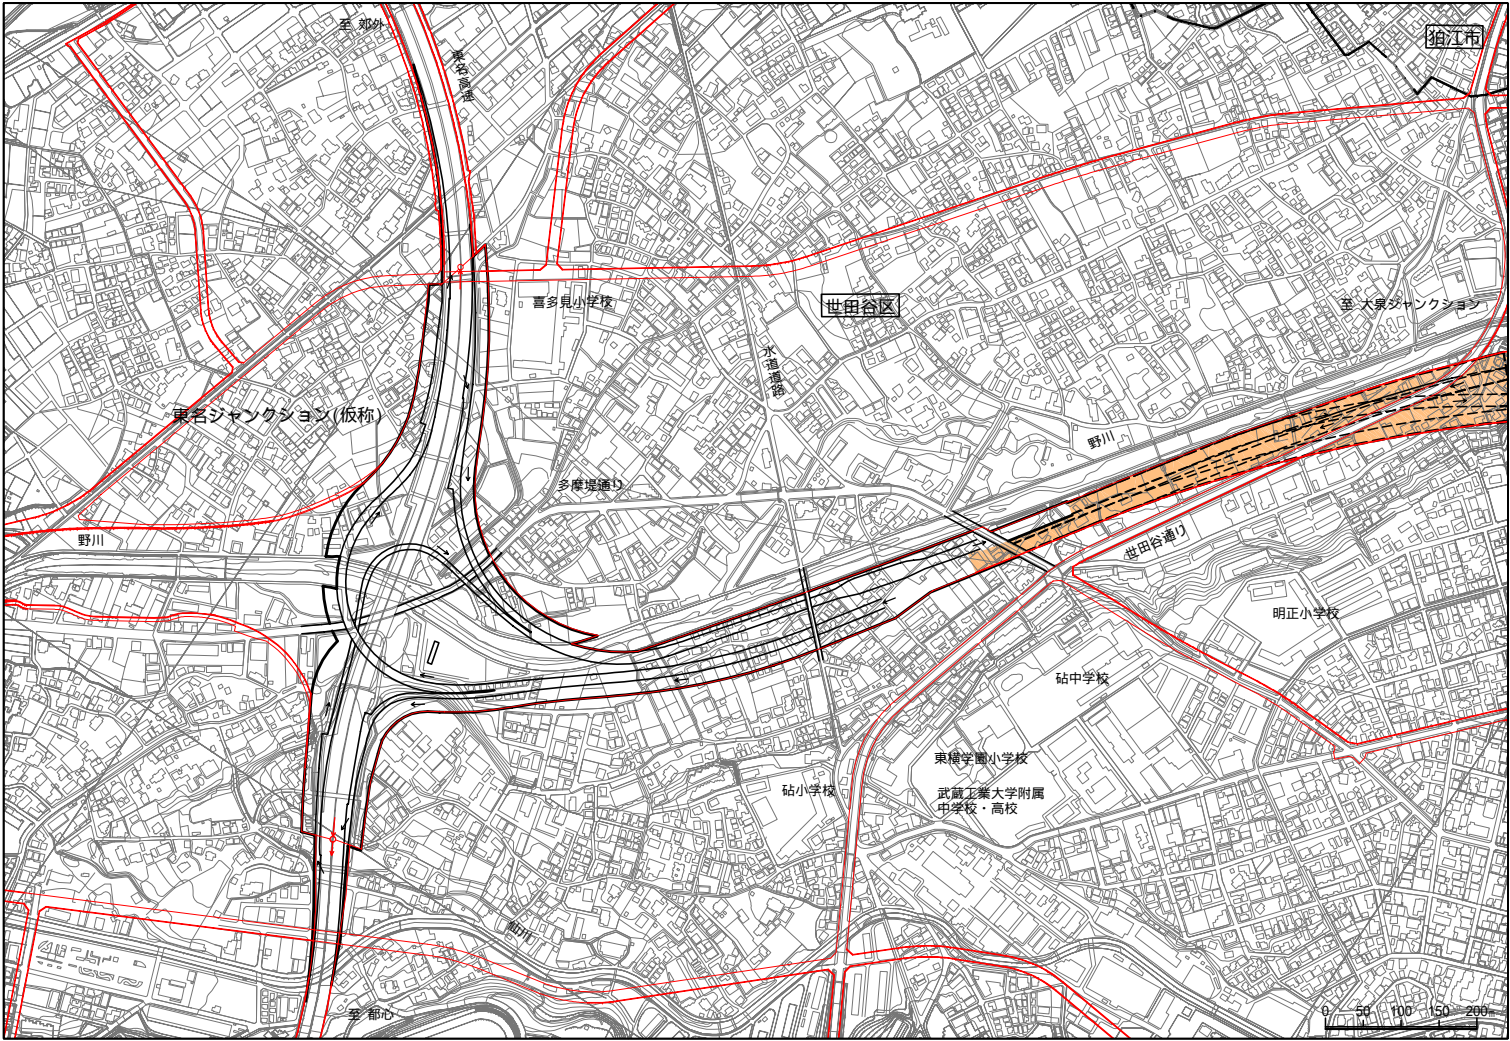 至 郊外
東名高速
狛江市
喜多見小学校
世田谷区
至 大泉ジャンクション
水道道路
東名ジャンクション(仮称)
野川
多摩堤通り
野川
世田谷通り
明正小学校
砧中学校
東横学園小学校
砧小学校
武蔵工業大学附属
中学校・高校
仙川
至 都心
0 50 100 150 200m